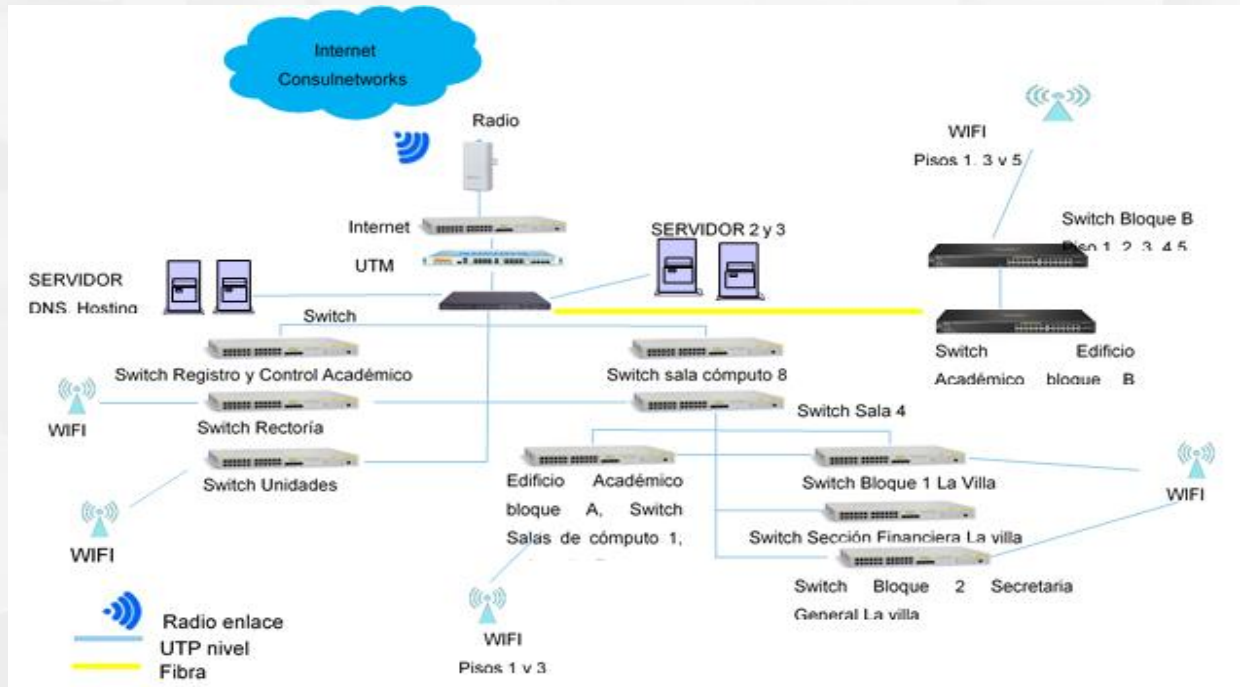 Internet
Consulnetworks
Radio
WIFI
Pisos 1, 3 y 5
Internet
SERVIDOR 2 y 3
Switch Bloque B
Piso 1, 2, 3, 4,5
UTM
SERVIDOR
DNS, Hosting
Switch
Switch Edificio
Académico bloque B
Switch Registro y Control Académico
Switch sala cómputo 8
Switch Sala 4
WIFI
Switch Rectoría
Edificio Académico
bloque A, Switch
Salas de cómputo 1,
Switch Bloque 1 La Villa
WIFI
Switch Unidades
Switch Sección Financiera La villa
WIFI
Switch Bloque 2 Secretaria
General La villa
WIFI
Pisos 1 y 3
Radio enlace
UTP nivel
Fibra